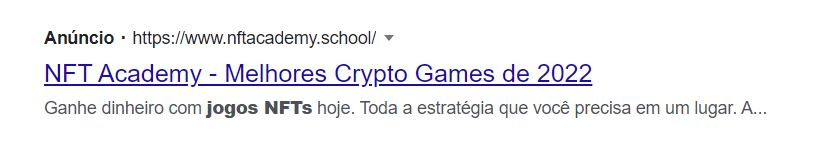 Anúncio · https://www.nftacademy.school/
NFT Academy - Melhores Crypto Games de 2022
Ganhe dinheiro com jogos NFTs hoje. Toda a estratégia que você precisa em um lugar. A...